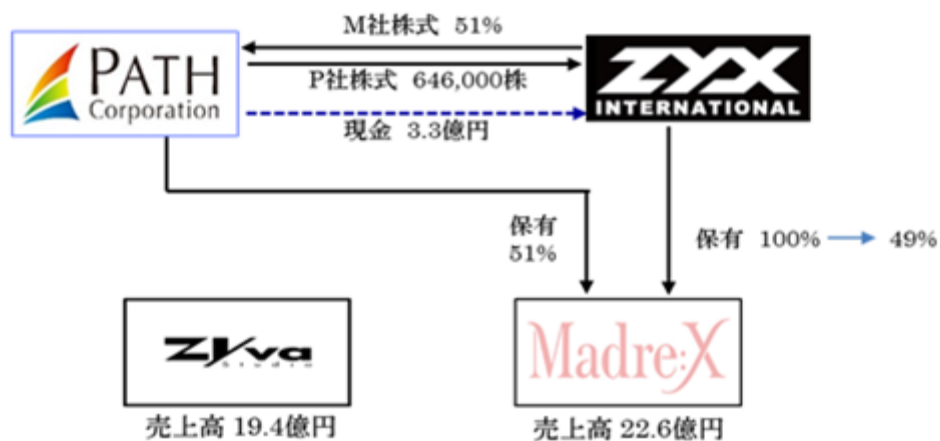 M社株式 51%
PATH
Corporation
P社株式 646,000株
ZYX
INTERNATIONAL
現金 3.3億円
保有
51%
保有 100% → 49%
Zyva
studio
Madre:X
売上高 19.4億円
売上高 22.6億円